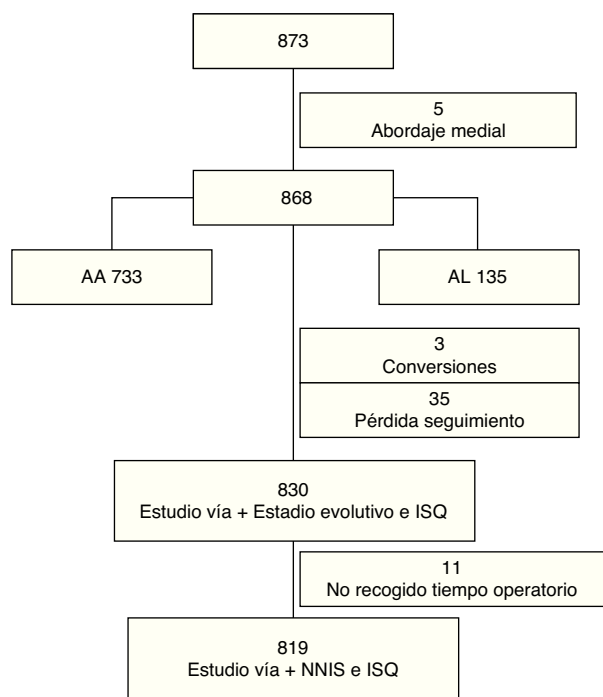 873
5
Abordaje medial
868
AA 733
AL 135
3
Conversiones
35
Pérdida seguimiento
830
Estudio vía + Estadio evolutivo e ISQ
11
No recogido tiempo operatorio
819
Estudio vía + NNIS e ISQ